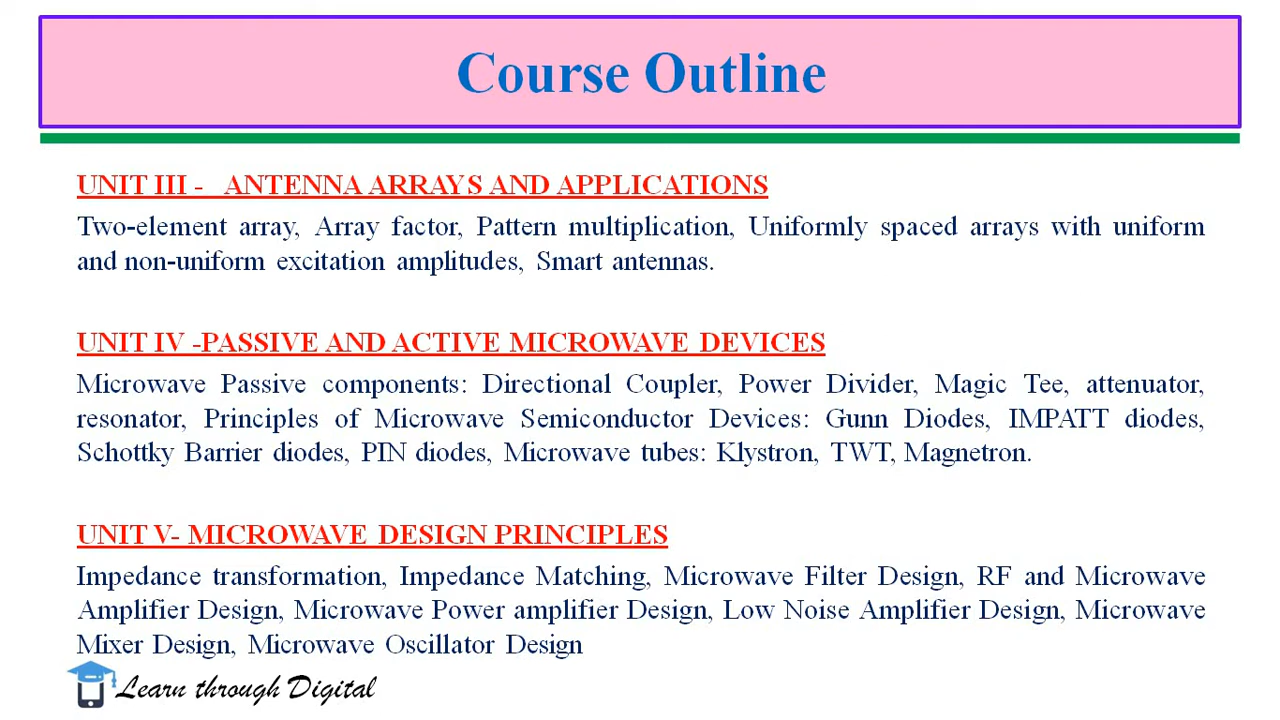 Course Outline
UNIT III - ANTENNA ARRAYS AND APPLICATIONS
Two-element array, Array factor, Pattern multiplication, Uniformly spaced arrays with uniform
and non-uniform excitation amplitudes, Smart antennas.
UNIT IV -PASSIVE AND ACTIVE MICROWAVE DEVICES
Microwave Passive components: Directional Coupler, Power Divider, Magic Tee, attenuator,
resonator, Principles of Microwave Semiconductor Devices: Gunn Diodes, IMPATT diodes,
Schottky Barrier diodes, PIN diodes, Microwave tubes: Klystron, TWT, Magnetron.
UNIT V- MICROWAVE DESIGN PRINCIPLES
Impedance transformation, Impedance Matching, Microwave Filter Design, RF and Microwave
Amplifier Design, Microwave Power amplifier Design, Low Noise Amplifier Design, Microwave
Mixer Design, Microwave Oscillator Design
Learn through Digital